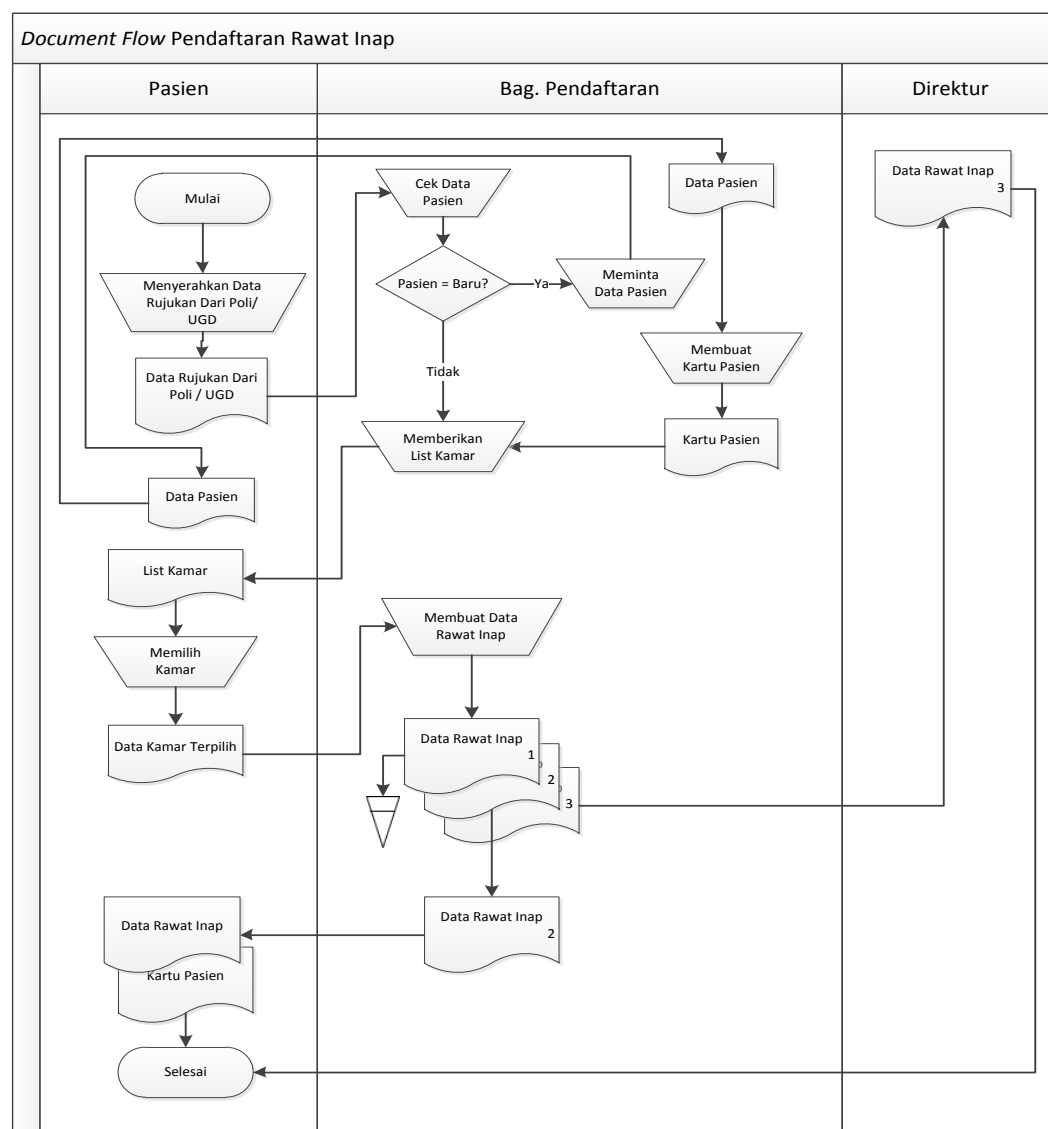 Document Flow Pendaftaran Rawat Inap
Pasien
Bag. Pendaftaran
Direktur
Mulai
Menyerahkan Data
Rujukan Dari Poli/
UGD
Data Rujukan Dari
Poli / UGD
Data Pasien
List Kamar
Memilih
Kamar
Data Kamar Terpilih
Data Rawat Inap
Kartu Pasien
Selesai
Cek Data
Pasien
Pasien = Baru?
Ya
Tidak
Meminta
Data Pasien
Data Pasien
Membuat
Kartu Pasien
Kartu Pasien
Memberikan
List Kamar
Membuat Data
Rawat Inap
Data Rawat Inap
1
2
3
Data Rawat Inap
2
Data Rawat Inap
3